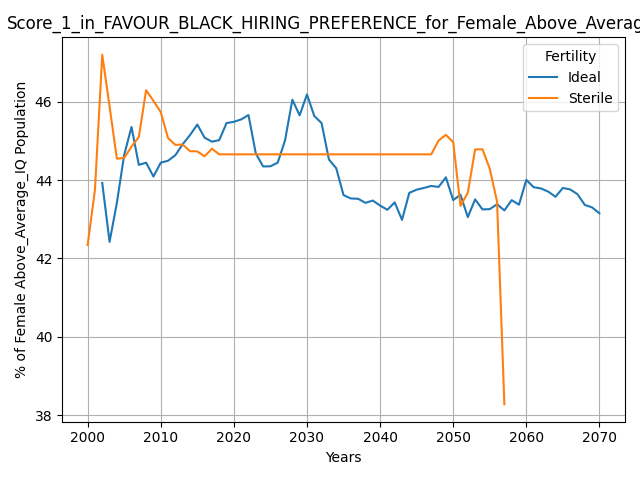 Score_1_in_FAVOUR_BLACK_HIRING_PREFERENCE_for_Female_Above_Averag
Fertility
Ideal
Sterile
% of Female Above_Average_IQ Population
46
44
42
40
38
2000 2010 2020 2030 2040 2050 2060 2070
Years